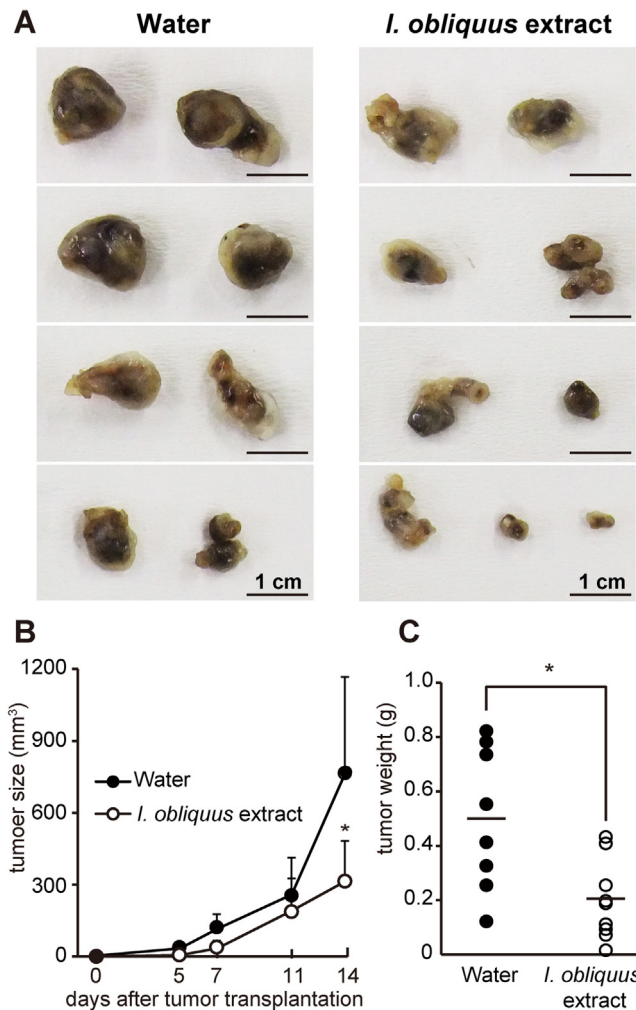 A
Water
I. obliquus extract
1 cm
1 cm
B
1200
900
600
300
0
tumoer size (mm³)
Water
I. obliquus extract
*
0 5 7 11 14
days after tumor transplantation
C
*
1.0
0.8
0.6
0.4
0.2
0
tumor weight (g)
Water
I. obliquus
extract